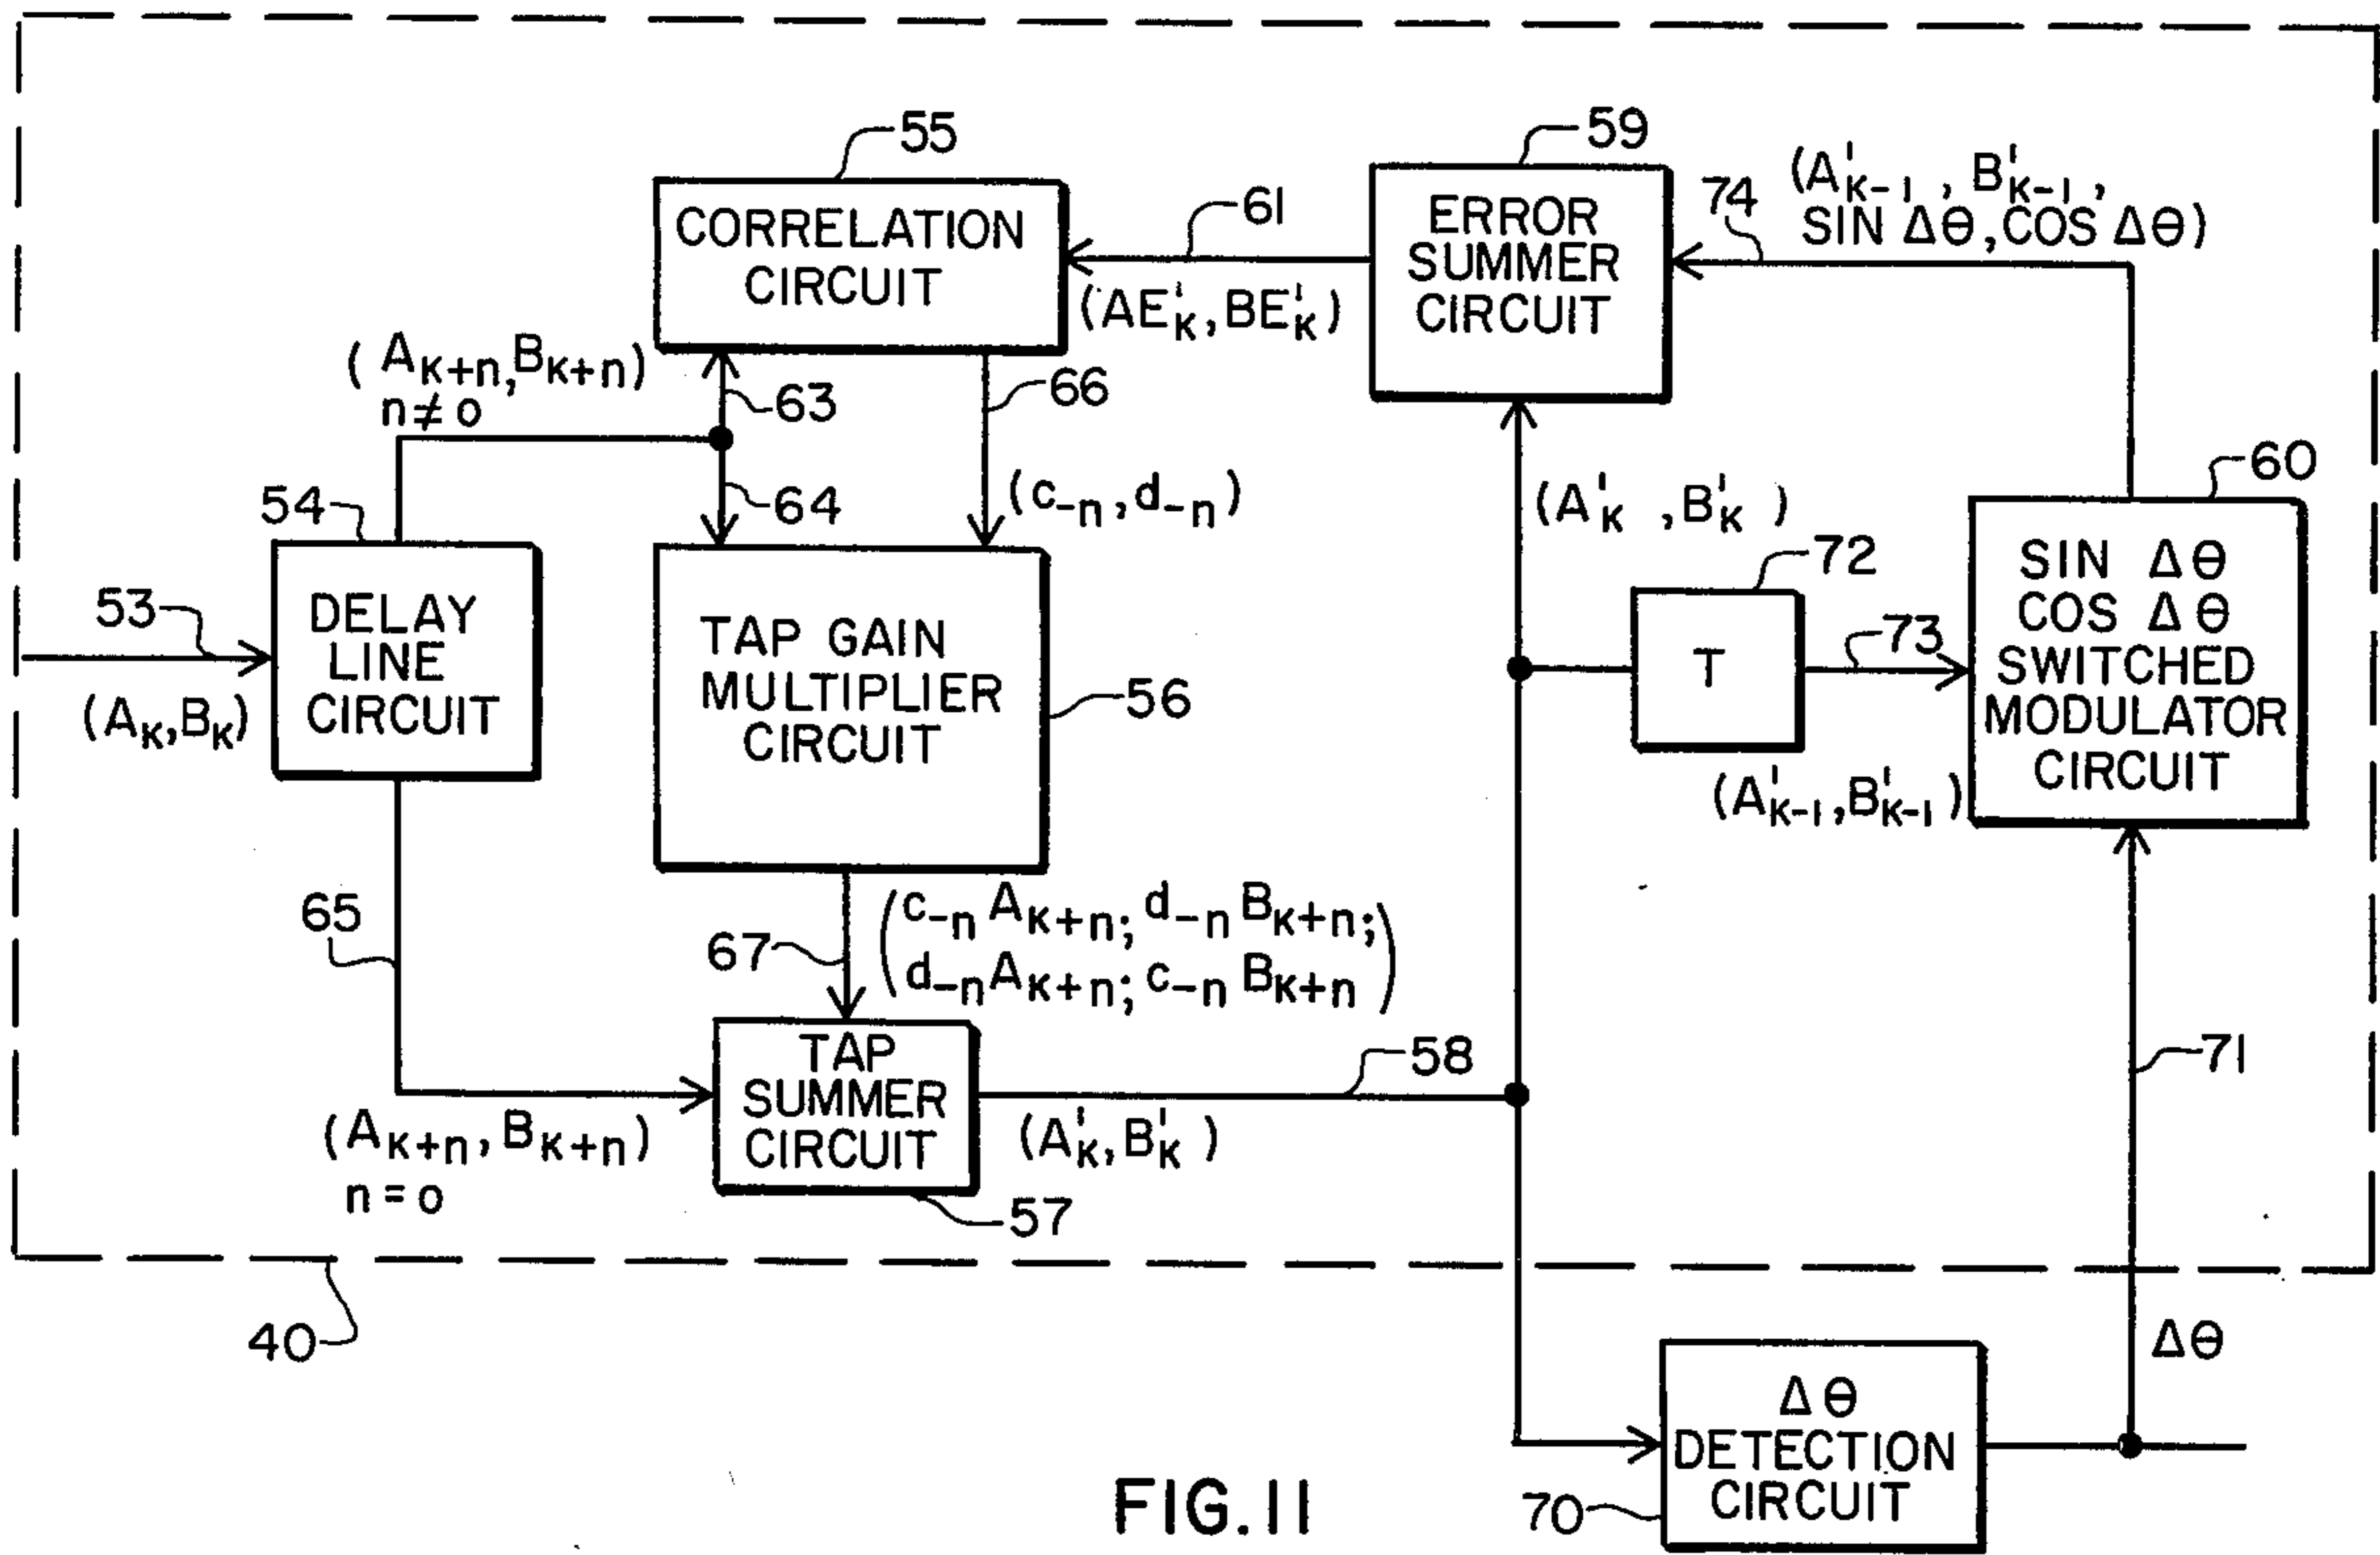 55
59
CORRELATION
CIRCUIT
61
(AE'K, BE'K)
ERROR
SUMMER
CIRCUIT
74
(A'K-1, B'K-1,
SIN Δθ, COS Δθ)
(AK+n, BK+n)
n≠o
63
66
64
(c-n, d-n)
(A'K, B'K)
60
54
53
(AK, BK)
DELAY
LINE
CIRCUIT
TAP GAIN
MULTIPLIER
CIRCUIT
56
72
T
73
(A'K-1, B'K-1)
SIN Δθ
COS Δθ
SWITCHED
MODULATOR
CIRCUIT
65
67
(c-n AK+n; d-n BK+n;
d-n AK+n; c-n BK+n)
TAP
SUMMER
CIRCUIT
58
71
(AK+n, BK+n)
n=o
(A'K, B'K)
57
40
Δθ
Δθ
DETECTION
CIRCUIT
70
FIG. 11